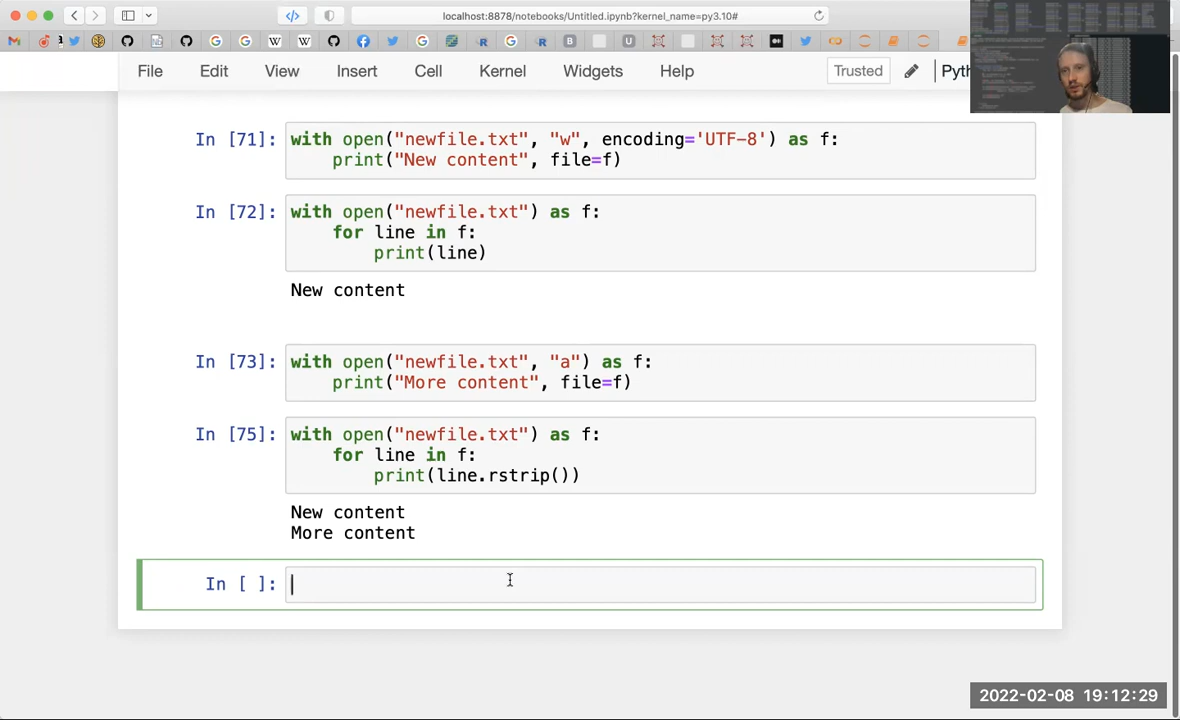 localhost:8878/notebooks/Untitled.ipynb?kernel_name=py3.10#
File Edit View Insert Cell Kernel Widgets Help Trusted Pyth
In [71]: with open("newfile.txt", "w", encoding='UTF-8') as f:
print("New content", file=f)
In [72]: with open("newfile.txt") as f:
for line in f:
print(line)
New content
In [73]: with open("newfile.txt", "a") as f:
print("More content", file=f)
In [75]: with open("newfile.txt") as f:
for line in f:
print(line.rstrip())
New content
More content
In [ ]:
2022-02-08 19:12:29